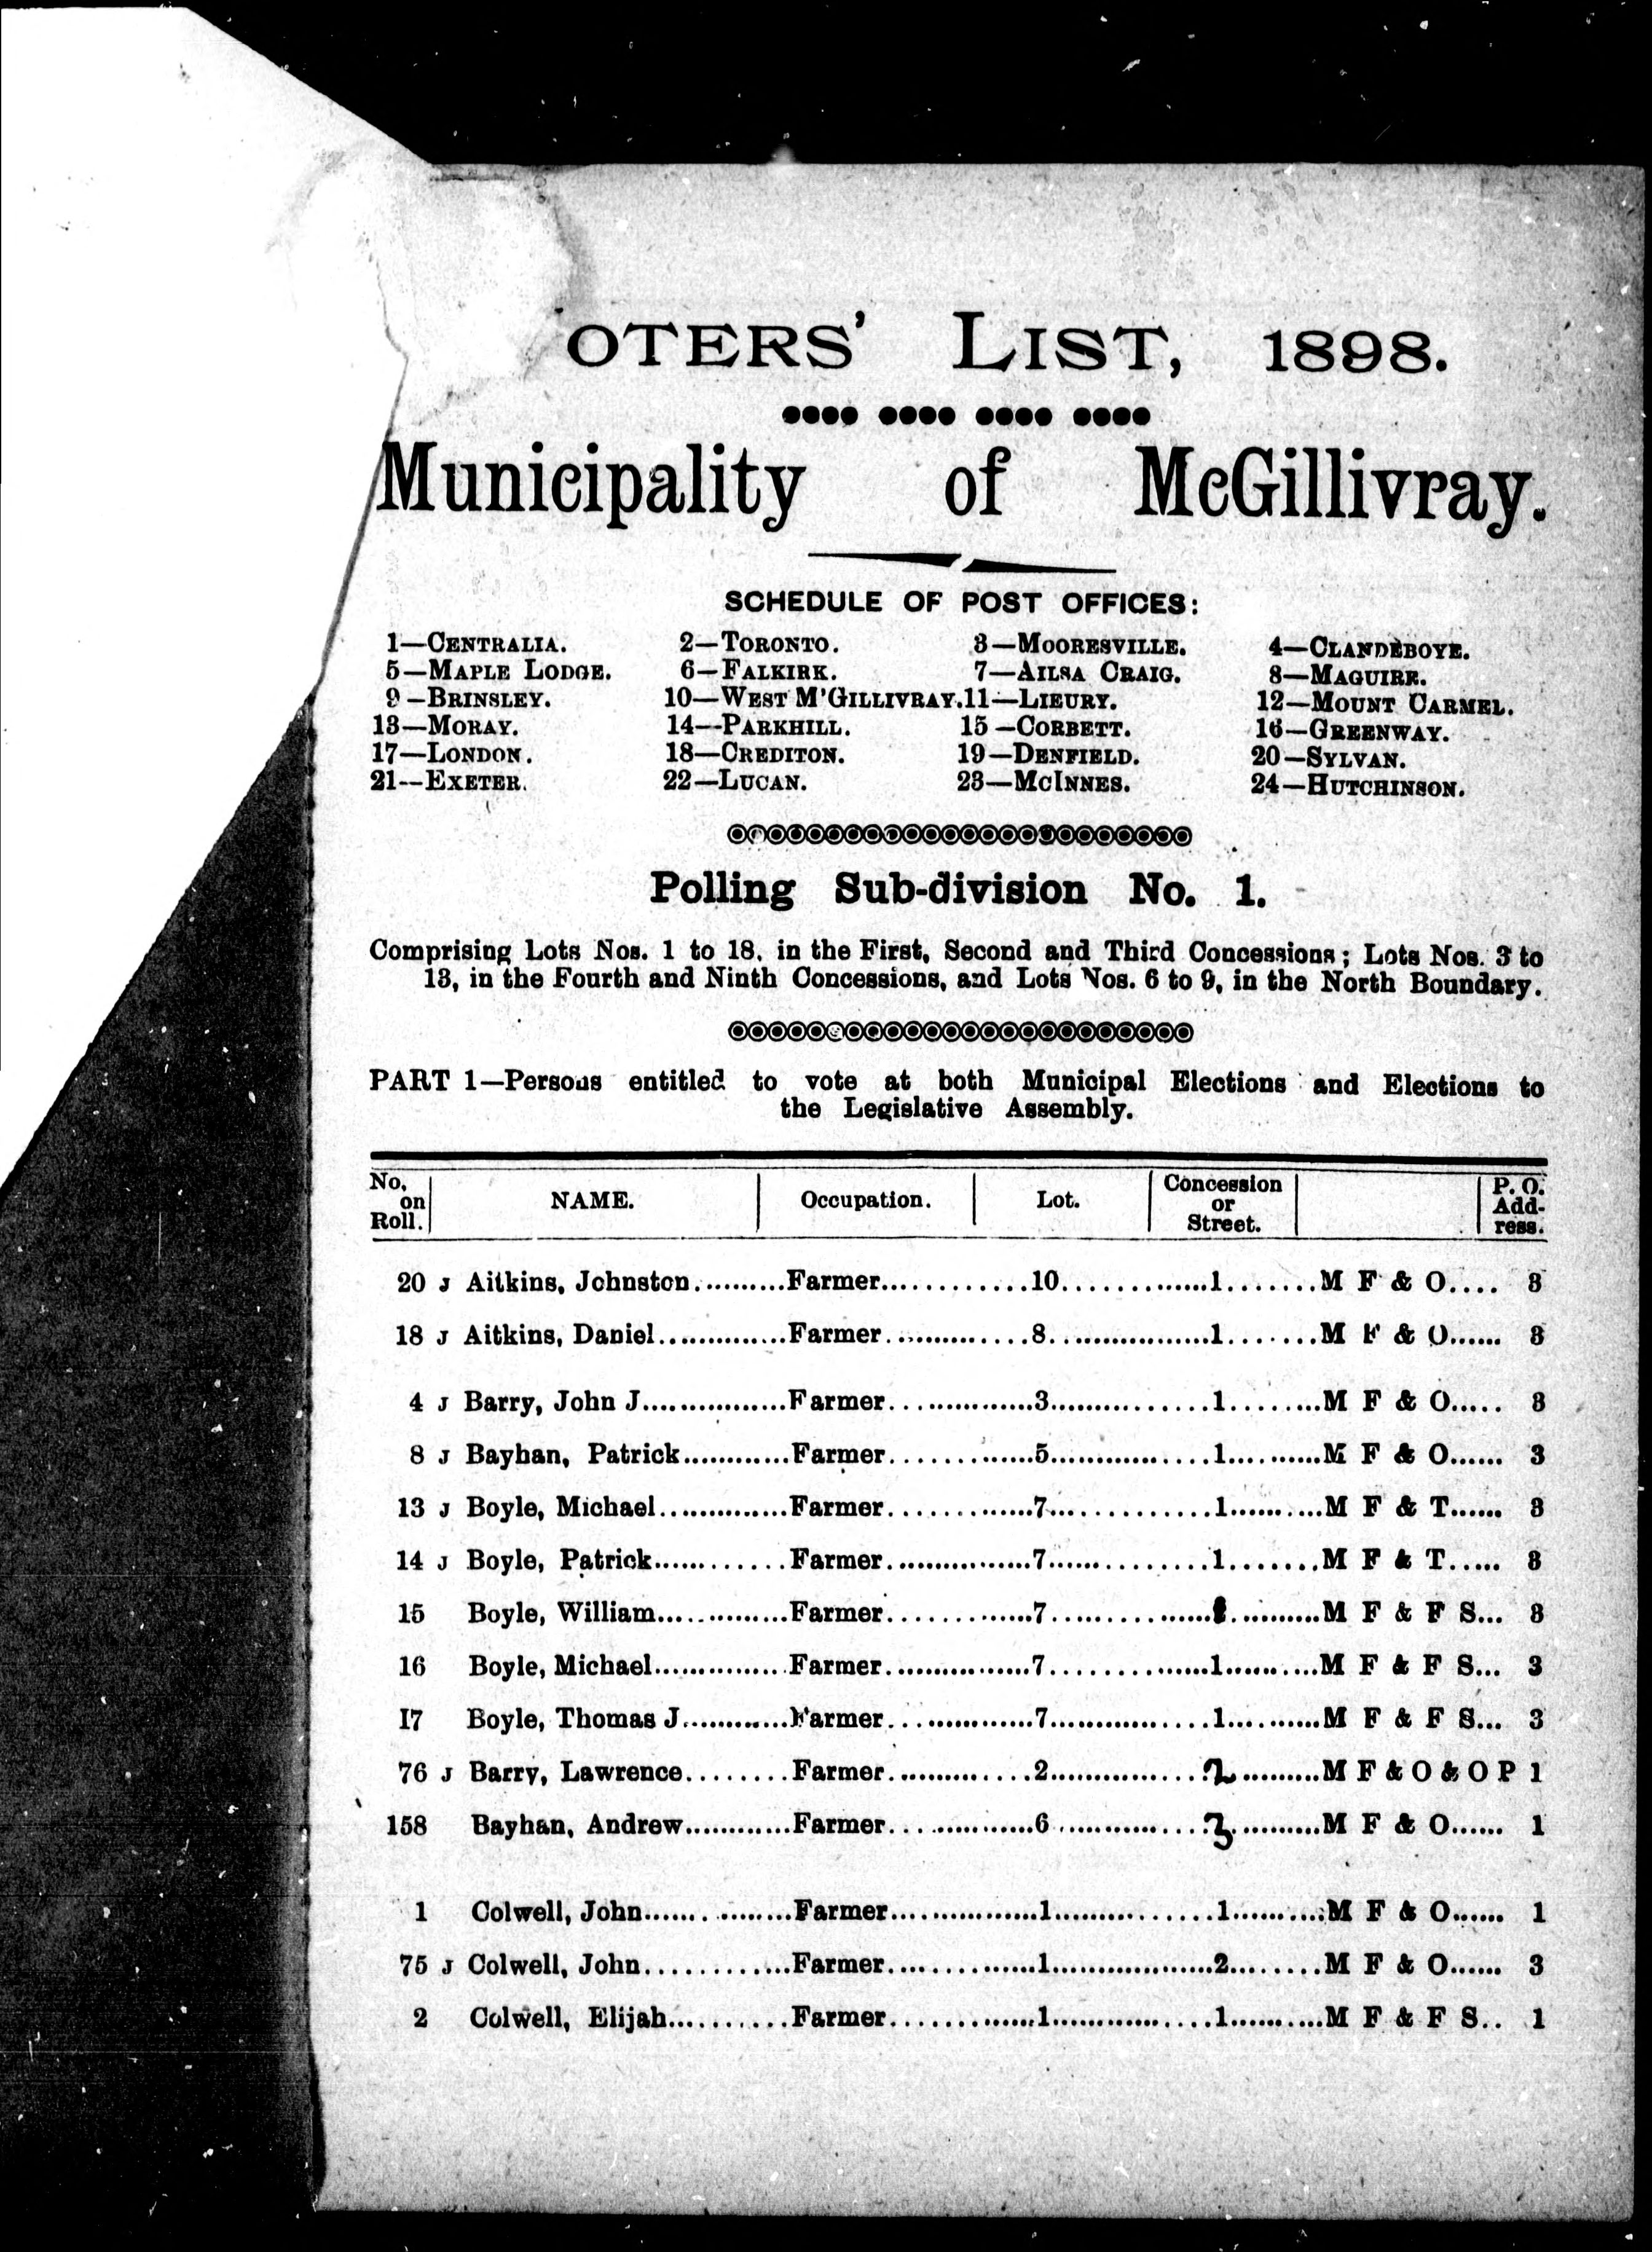 OTERS' LIST, 1898.
Municipality of McGillivray.
SCHEDULE OF POST OFFICES:
1—CENTRALIA. 2—TORONTO. 3—MOORESVILLE. 4—CLANDEBOYE.
5—MAPLE LODGE. 6—FALKIRK. 7—AILSA CRAIG. 8—MAGUIRE.
9—BRINSLEY. 10—WEST M'GILLIVRAY. 11—LIEURY. 12—MOUNT CARMEL.
13—MORAY. 14—PARKHILL. 15—CORBETT. 16—GREENWAY.
17—LONDON. 18—CREDITON. 19—DENFIELD. 20—SYLVAN.
21—EXETER. 22—LUCAN. 23—MCINNES. 24—HUTCHINSON.
Polling Sub-division No. 1.
Comprising Lots Nos. 1 to 18, in the First, Second and Third Concessions; Lots Nos. 3 to
13, in the Fourth and Ninth Concessions, and Lots Nos. 6 to 9, in the North Boundary.
PART 1—Persons entitled to vote at both Municipal Elections and Elections to
the Legislative Assembly.
No. on Roll. NAME. Occupation. Lot. Concession or Street. P. O. Address.
20 J Aitkins, Johnston..........Farmer.............10.............1.......M F & O.... 3
18 J Aitkins, Daniel.............Farmer.............8.................1.......M F & O...... 3
4 J Barry, John J................Farmer...............3................1........M F & O..... 3
8 J Bayhan, Patrick............Farmer..............5................1..........M F & O...... 3
13 J Boyle, Michael..............Farmer..............7................1..........M F & T...... 3
14 J Boyle, Patrick.............Farmer................7................1.......M F & T..... 3
15 Boyle, William..............Farmer..............7.................1..........M F & F S... 3
16 Boyle, Michael...............Farmer................7................1..........M F & F S... 3
17 Boyle, Thomas J............Farmer...............7................1..........M F & F S... 3
76 J Barry, Lawrence.........Farmer..............2................2..........M F & O & O P 1
158 Bayhan, Andrew............Farmer...............6................3..........M F & O...... 1
1 Colwell, John...............Farmer................1................1..........M F & O...... 1
75 J Colwell, John.............Farmer...............1.................2........M F & O...... 3
2 Colwell, Elijah...........Farmer..............1................1..........M F & F S.. 1